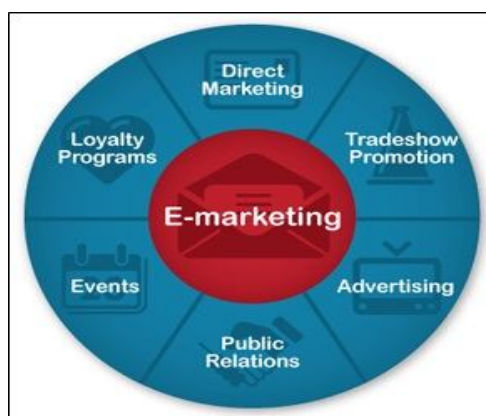 Direct
Marketing
Loyalty
Programs
Tradeshow
Promotion
E-marketing
Events
Advertising
Public
Relations